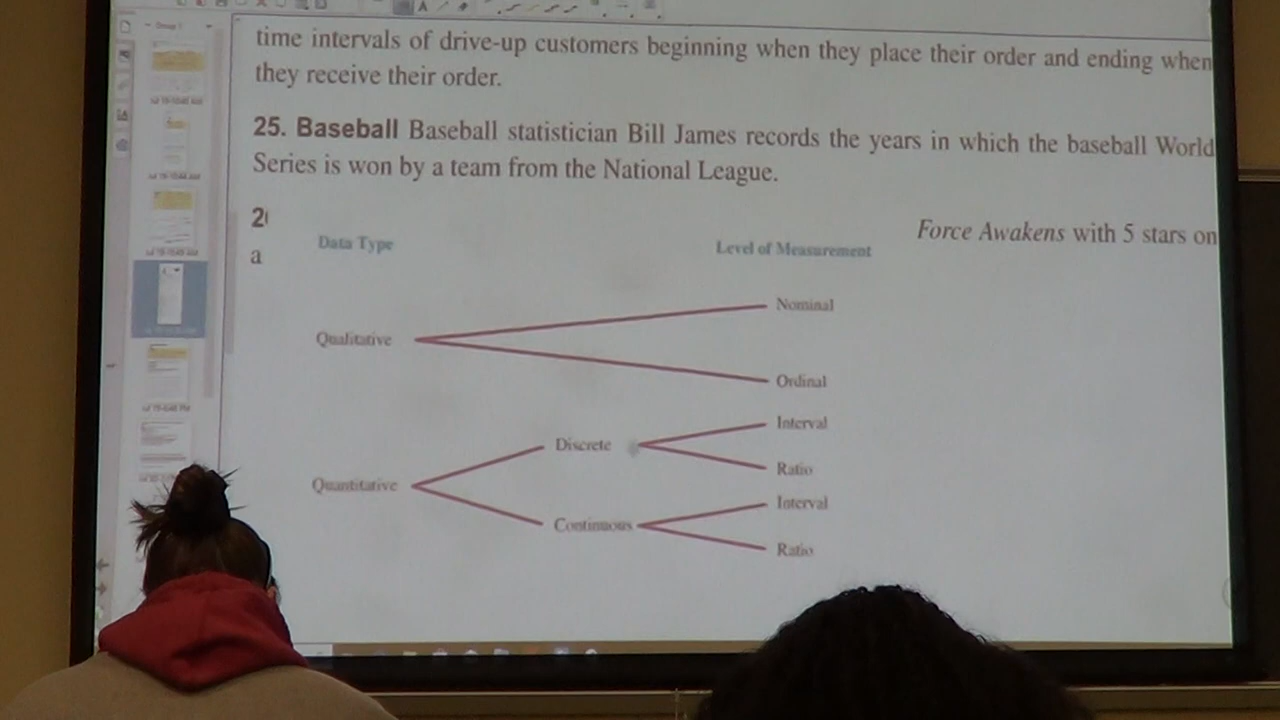 time intervals of drive-up customers beginning when they place their order and ending when
they receive their order.
25. Baseball Baseball statistician Bill James records the years in which the baseball World
Series is won by a team from the National League.
Force Awakens with 5 stars on
a
Data Type
Level of Measurement
Nominal
Qualitative
Ordinal
Interval
Discrete
Ratio
Quantitative
Interval
Continuous
Ratio